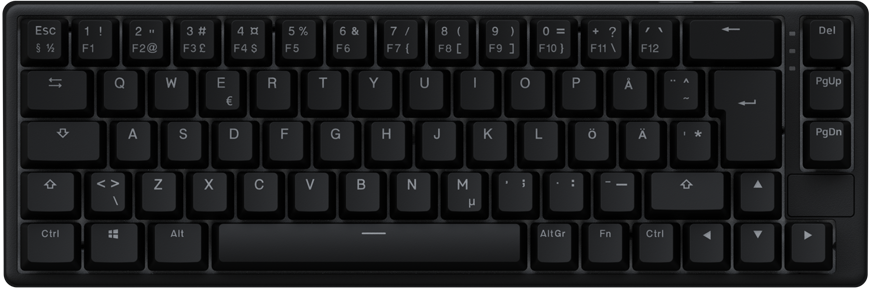 Esc 1 ! 2 " 3 # 4 ¤ 5 % 6 & 7 / 8 ( 9 ) 0 = + ? ´ ` ← Del
§ ½ F1 F2@ F3 £ F4 $ F5 F6 F7 { F8 [ F9 ] F10 } F11 \ F12
Q W E R T Y U I O P Å ¨ ^ PgUp
€ ~
A S D F G H J K L Ö Ä ' * PgDn
< > Z X C V B N M , ; . : - _
\ µ
Ctrl Alt AltGr Fn Ctrl